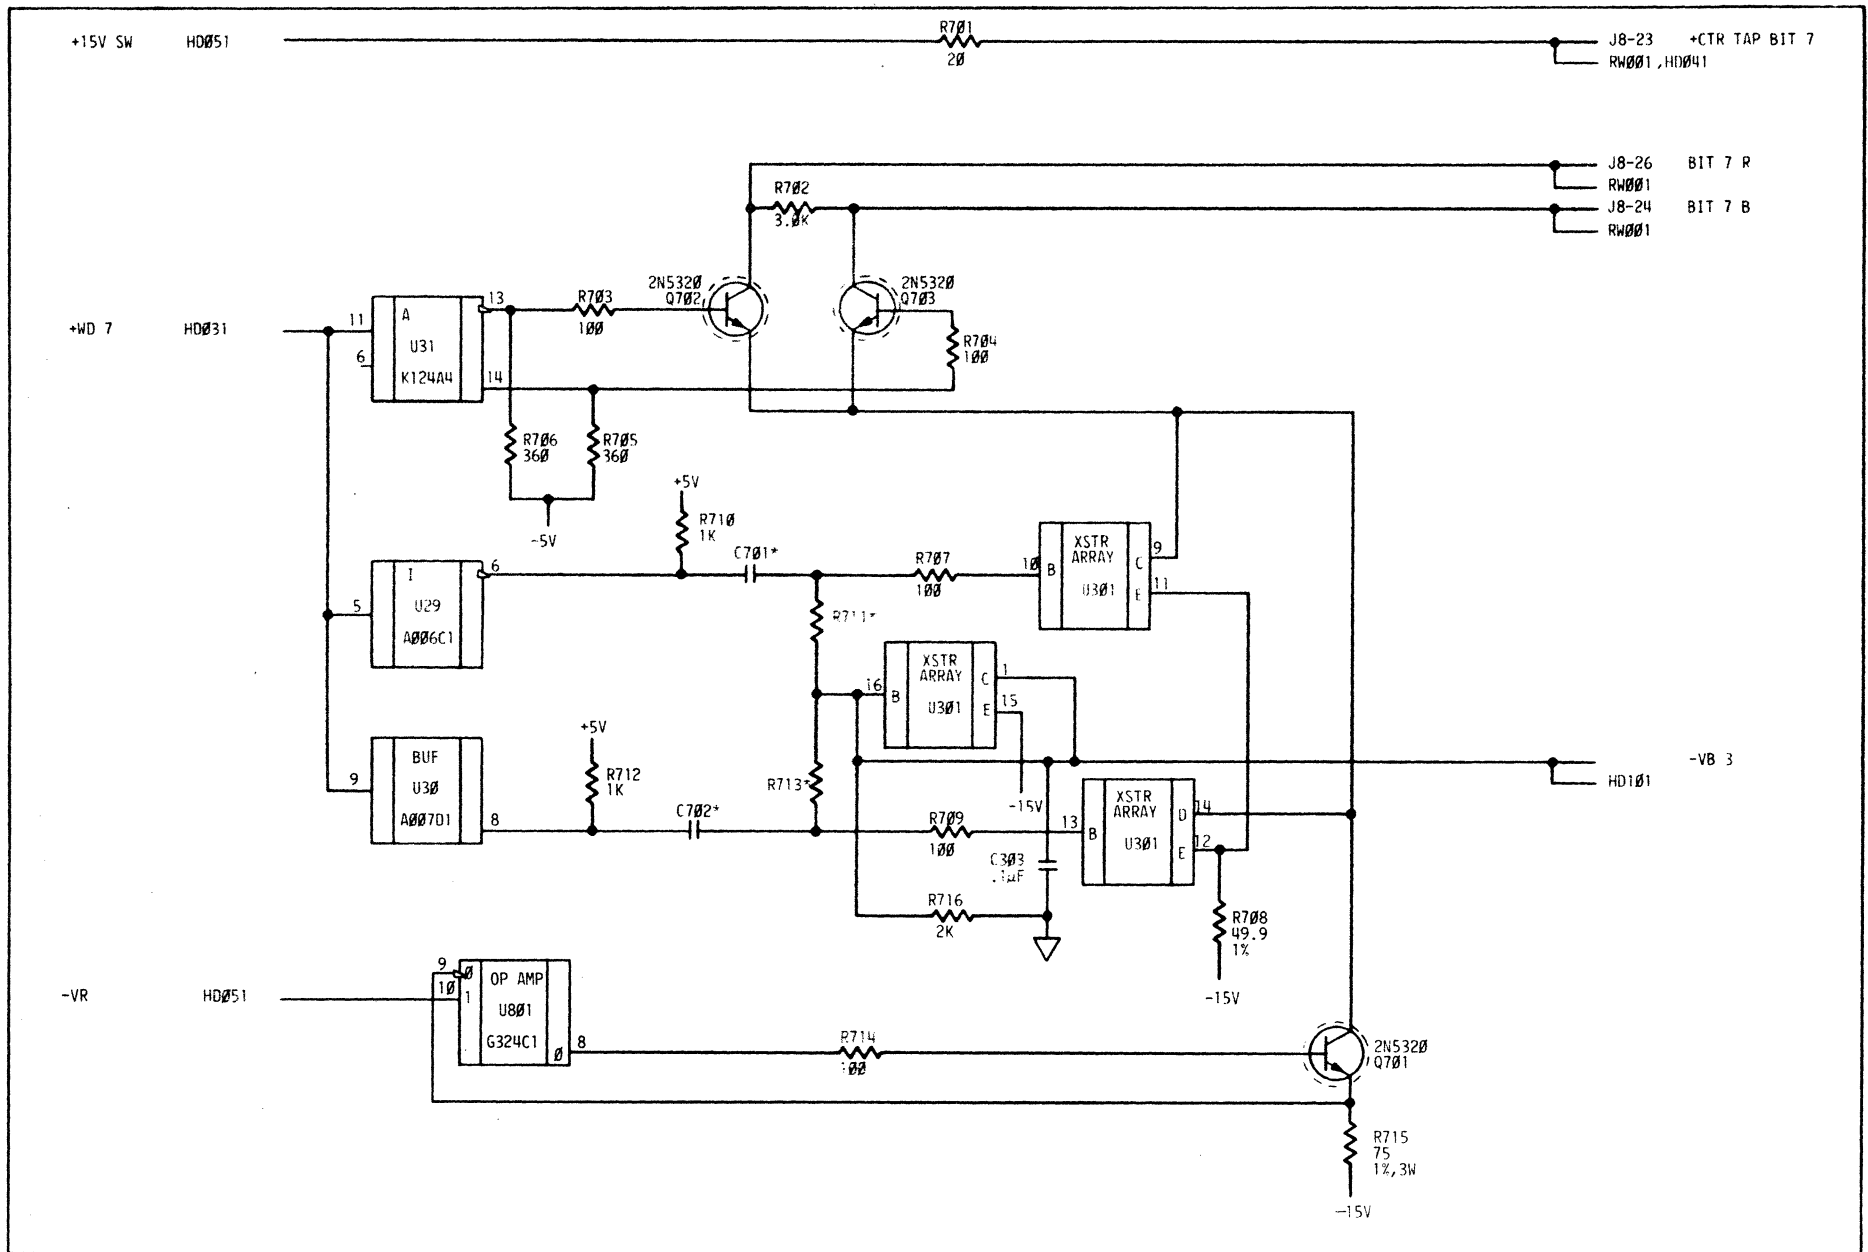 +15V SW HDØ51
R7Ø1
2Ø
J8-23 +CTR TAP BIT 7
RWØØ1,HDØ41
J8-26 BIT 7 R
RWØØ1
R7Ø2
3.ØK
J8-24 BIT 7 B
RWØØ1
2N532Ø
Q7Ø2
2N532Ø
Q7Ø3
+WD 7 HDØ31
11
6
A
U31
K124A4
13
14
R7Ø3
1ØØ
R7Ø4
1ØØ
R7Ø6
36Ø
R7Ø5
36Ø
-5V
+5V
R71Ø
1K
C7Ø1*
5
I
U29
AØØ6C1
6
R7Ø7
1ØØ
1Ø
B
XSTR
ARRAY
U3Ø1
C
E
9
11
R711*
16
B
XSTR
ARRAY
U3Ø1
C
E
1
15
-15V
9
BUF
U3Ø
AØØ7D1
8
+5V
R712
1K
C7Ø2*
R713*
R7Ø9
1ØØ
C3Ø3
.1µF
13
B
XSTR
ARRAY
U3Ø1
D
E
14
12
-VB 3
HD1Ø1
R716
2K
R7Ø8
49.9
1%
-15V
-VR HDØ51
9
1Ø
Ø
1
OP AMP
U8Ø1
G324C1
Ø
8
R714
1ØØ
2N532Ø
Q7Ø1
R715
75
1%,3W
-15V